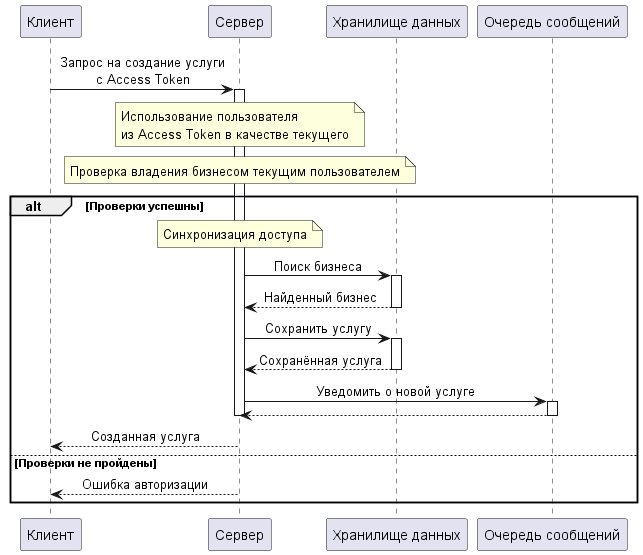 Клиент
Сервер
Хранилище данных
Очередь сообщений
Запрос на создание услуги
с Access Token
Использование пользователя
из Access Token в качестве текущего
Проверка владения бизнесом текущим пользователем
alt
[Проверки успешны]
Синхронизация доступа
Поиск бизнеса
Найденный бизнес
Сохранить услугу
Сохранённая услуга
Уведомить о новой услуге
Созданная услуга
[Проверки не пройдены]
Ошибка авторизации
Клиент
Сервер
Хранилище данных
Очередь сообщений